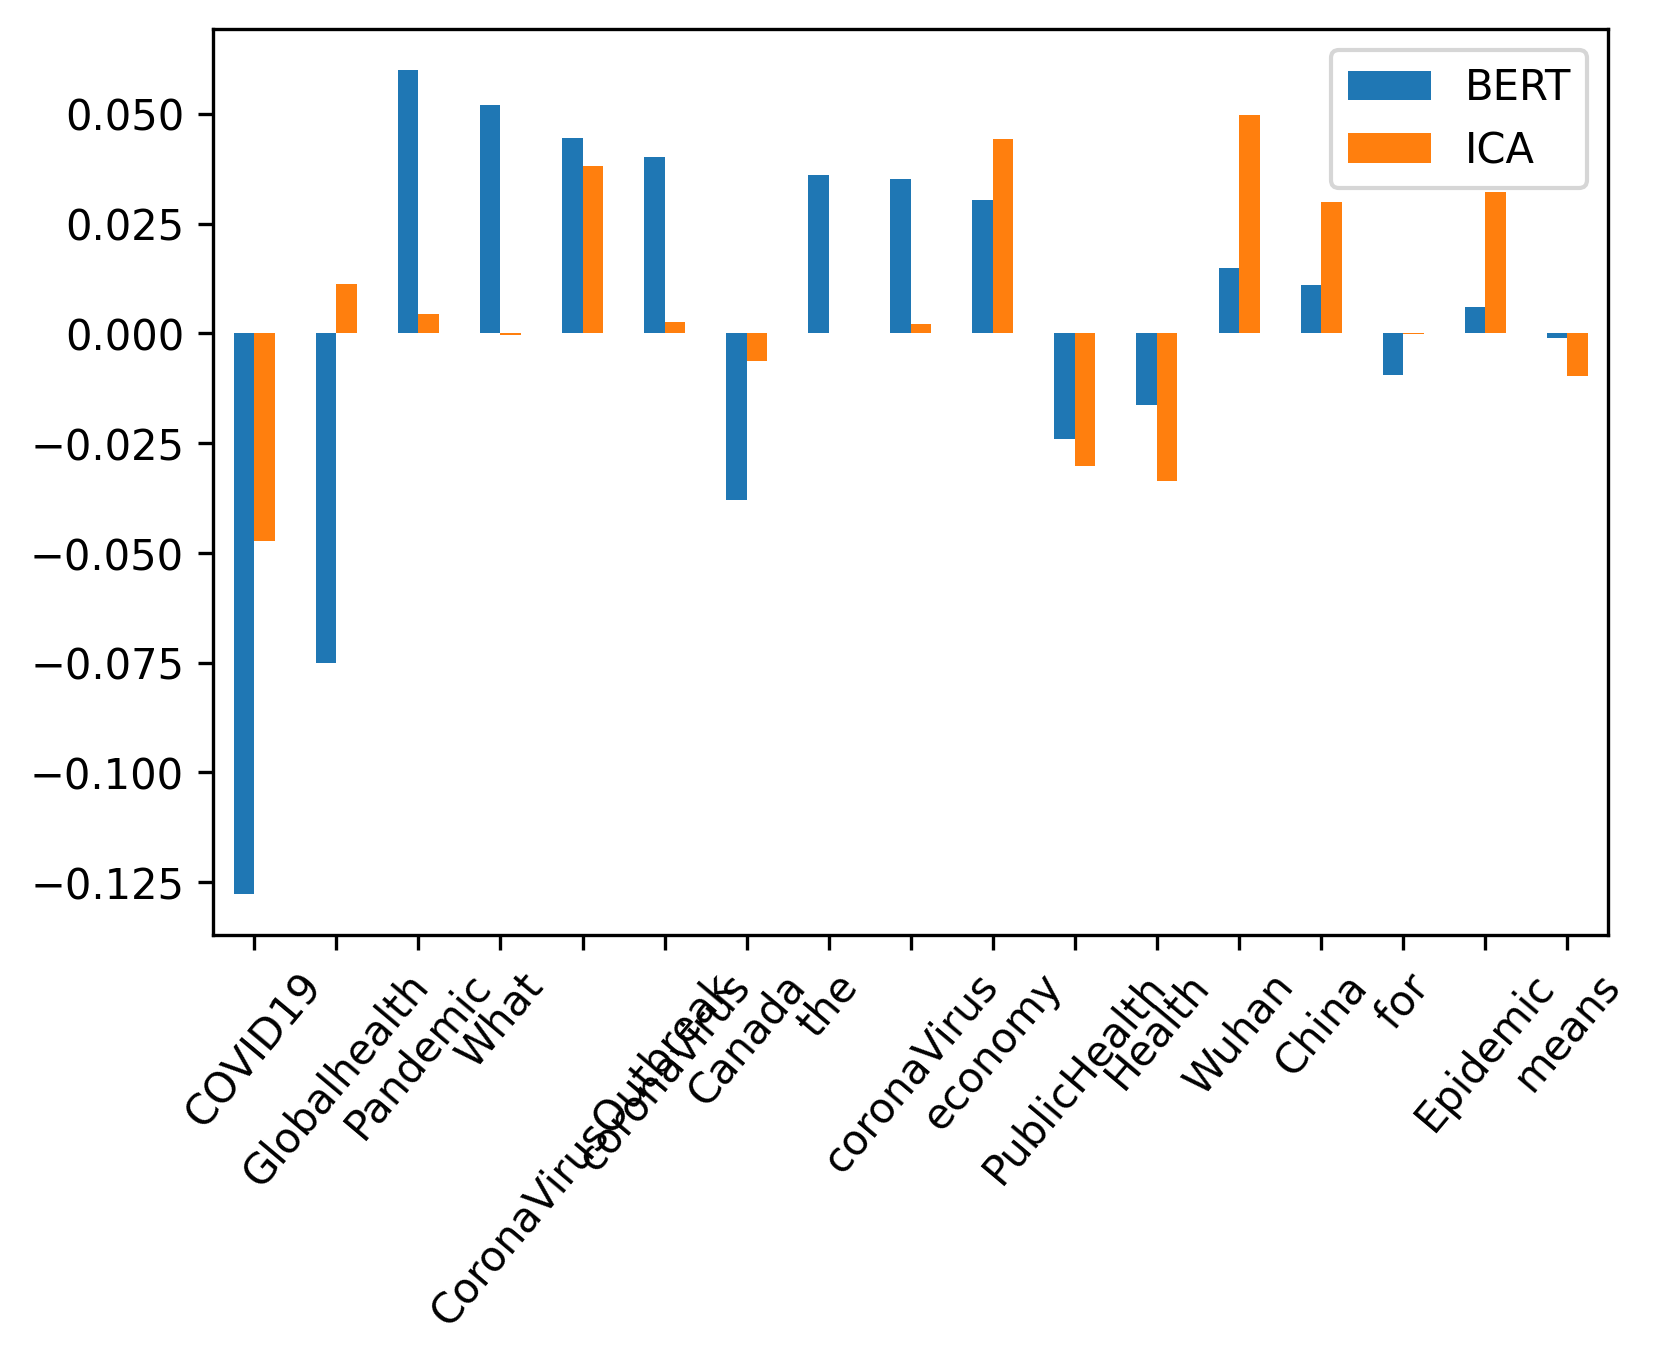 BERT
ICA
0.050
0.025
0.000
−0.025
−0.050
−0.075
−0.100
−0.125
COVIID19
Globalhealth
Pandemic
What
CoronaVirusOutbreak
coronavirus
Canada
the
coronaVirus
economy
PublicHealth
Health
Wuhan
China
for
Epidemic
means